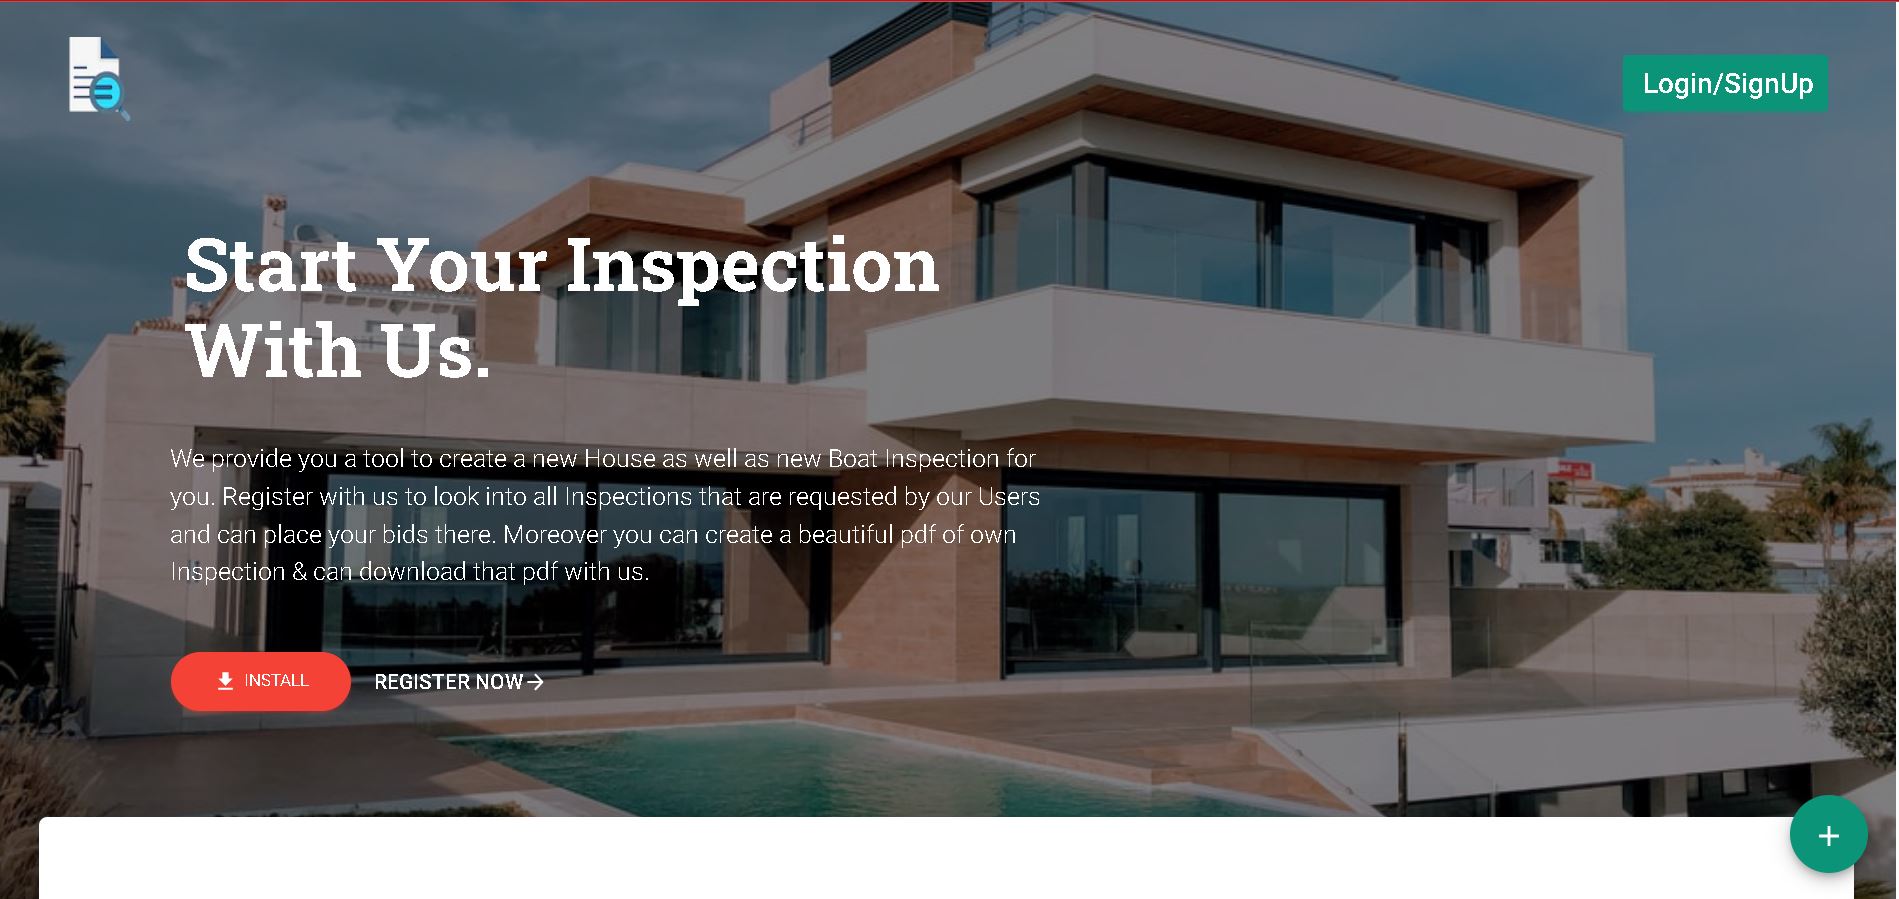 Login/SignUp
Start Your Inspection
With Us.
We provide you a tool to create a new House as well as new Boat Inspection for
you. Register with us to look into all Inspections that are requested by our Users
and can place your bids there. Moreover you can create a beautiful pdf of own
Inspection & can download that pdf with us.
INSTALL
REGISTER NOW→
+